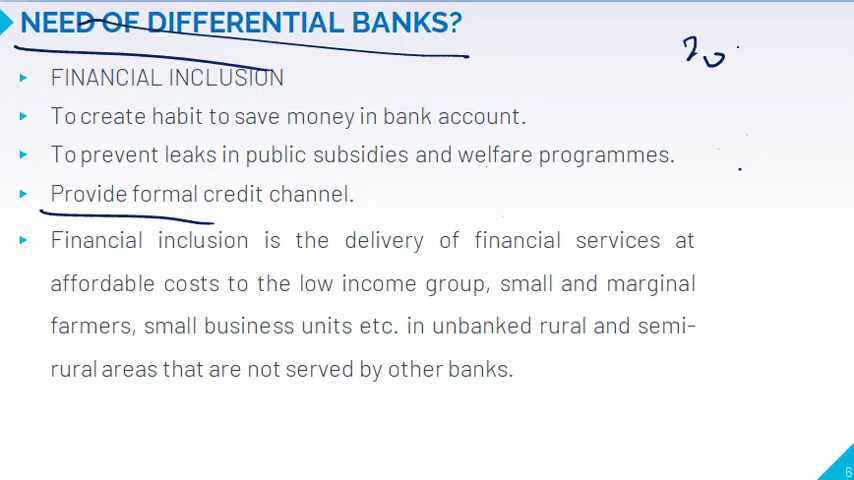 NEED OF DIFFERENTIAL BANKS?
FINANCIAL INCLUSION
To create habit to save money in bank account.
To prevent leaks in public subsidies and welfare programmes.
Provide formal credit channel.
Financial inclusion is the delivery of financial services at
affordable costs to the low income group, small and marginal
farmers, small business units etc. in unbanked rural and semi-
rural areas that are not served by other banks.
6